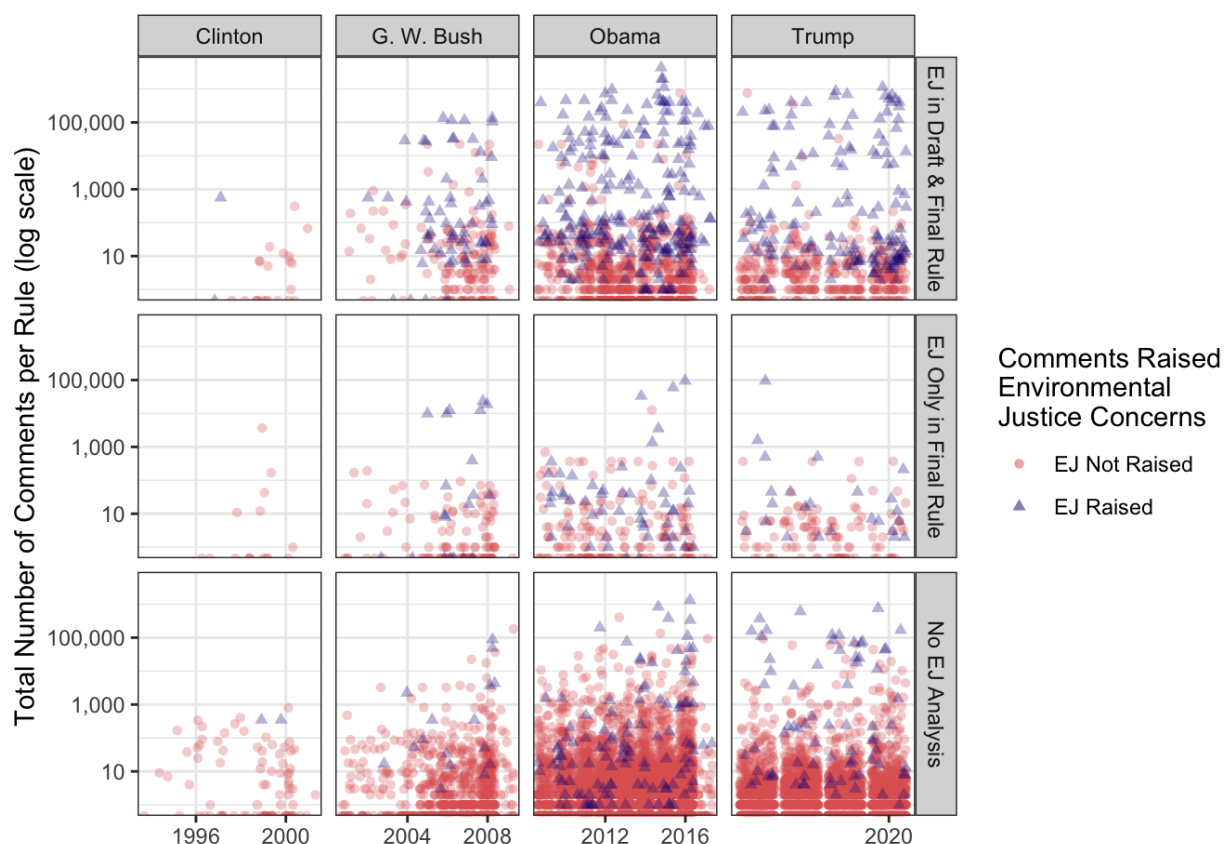 Clinton
G. W. Bush
Obama
Trump
Total Number of Comments per Rule (log scale)
100,000
1,000
10
EJ in Draft & Final Rule
100,000
1,000
10
EJ Only in Final Rule
100,000
1,000
10
No EJ Analysis
1996
2000
2004
2008
2012
2016
2020
Comments Raised
Environmental
Justice Concerns
EJ Not Raised
EJ Raised